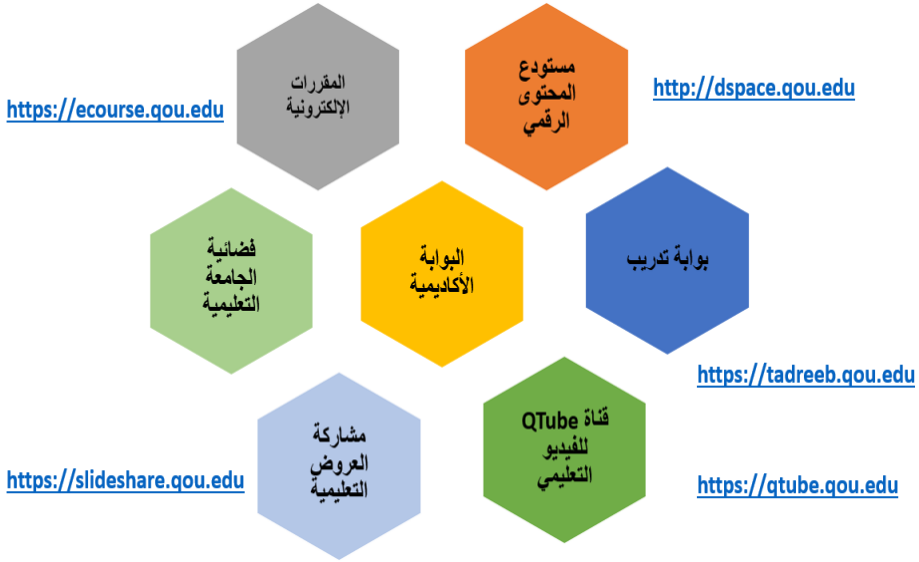 مستودع
المحتوى
الرقمي
http://dspace.qou.edu
المقررات
الإلكترونية
https://ecourse.qou.edu
بوابة تدريب
https://tadreeb.qou.edu
البوابة
الأكاديمية
فضائية
الجامعة
التعليمية
قناة QTube
للفيديو
التعليمي
https://qtube.qou.edu
مشاركة
العروض
التعليمية
https://slideshare.qou.edu